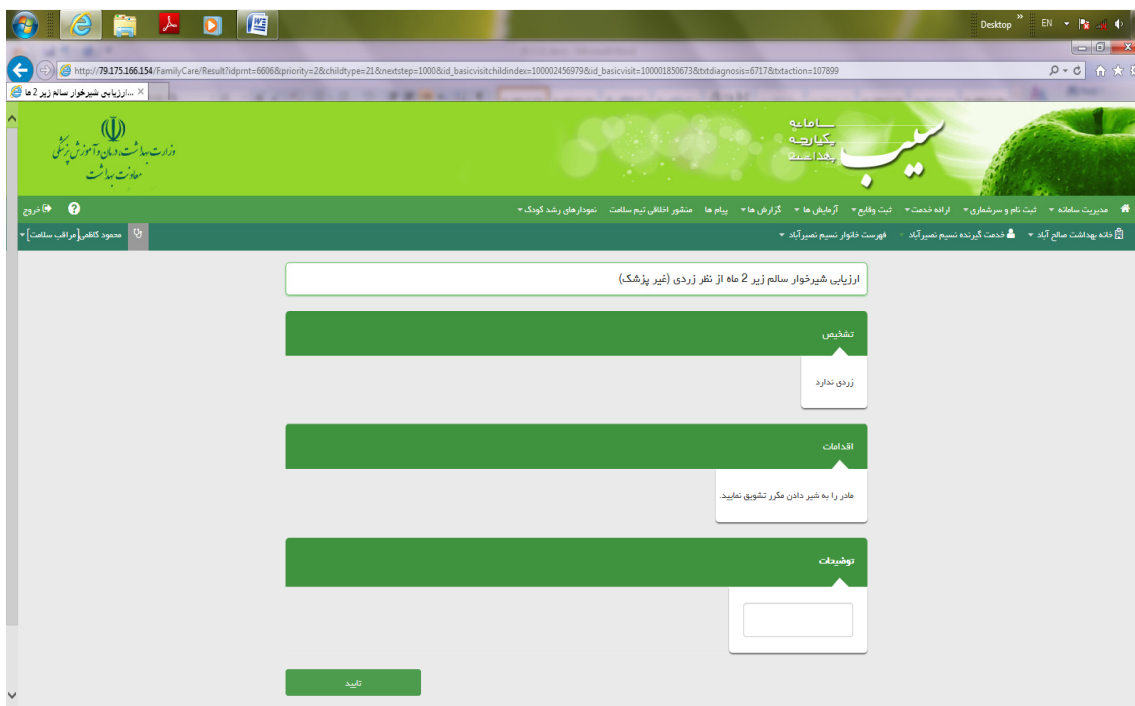 Desktop
»
EN
http://79.175.166.154/FamilyCare/Result?idprnt=6606&priority=2&childtype=21&nextstep=1000&id_basicvisitchildindex=100002456979&id_basicvisit=100001850673&txtdiagnosis=6717&txtaction=107899
ارزیابی شیرخوار سالم زیر 2 ما...
وزارت بهداشت، درمان و آموزش پزشکی
معاونت بهداشت
سامانه
یکپارچه
بهداشت
سیب
مدیریت سامانه
ثبت نام و سرشماری
ارائه خدمت
ثبت وقایع
آزمایش ها
گزارش ها
پیام ها
منشور اخلاقی تیم سلامت
نمودارهای رشد کودک
خروج
خانه بهداشت صالح آباد
خدمت گیرنده نسیم نصیرآباد
فهرست خانوار نسیم نصیرآباد
محمود کاظمی[مراقب سلامت]
ارزیابی شیرخوار سالم زیر 2 ماه از نظر زردی (غیر پزشک)
تشخیص
زردی ندارد
اقدامات
مادر را به شیر دادن مکرر تشویق نمایید.
توضیحات
تایید